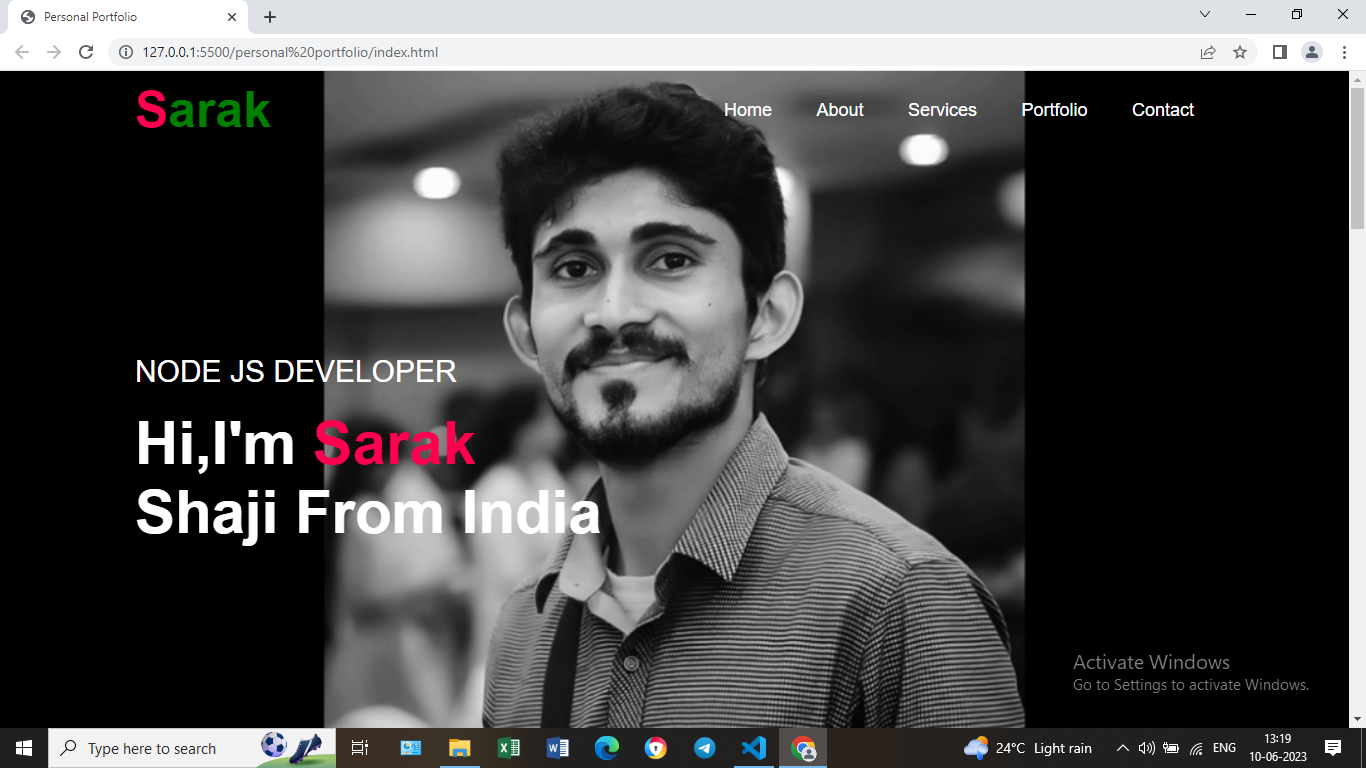 Personal Portfolio
127.0.0.1:5500/personal%20portfolio/index.html
Sarak
Home About Services Portfolio Contact
NODE JS DEVELOPER
Hi,I'm Sarak
Shaji From India
Activate Windows
Go to Settings to activate Windows.
Type here to search
24°C Light rain
ENG
13:19
10-06-2023